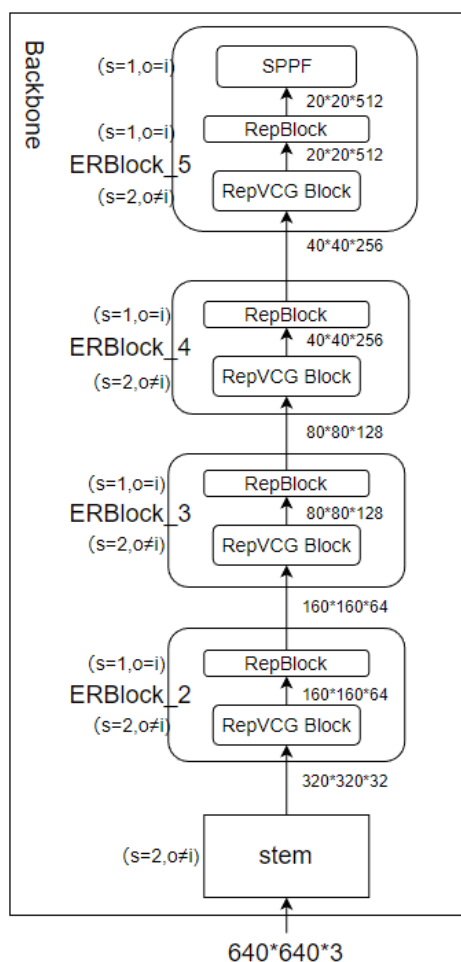 Backbone
(s=1,o=i)
SPPF
20*20*512
(s=1,o=i)
RepBlock
ERBlock_5
20*20*512
(s=2,o≠i)
RepVCG Block
40*40*256
(s=1,o=i)
RepBlock
ERBlock_4
40*40*256
(s=2,o≠i)
RepVCG Block
80*80*128
(s=1,o=i)
RepBlock
ERBlock_3
80*80*128
(s=2,o≠i)
RepVCG Block
160*160*64
(s=1,o=i)
RepBlock
ERBlock_2
160*160*64
(s=2,o≠i)
RepVCG Block
320*320*32
(s=2,o≠i)
stem
640*640*3